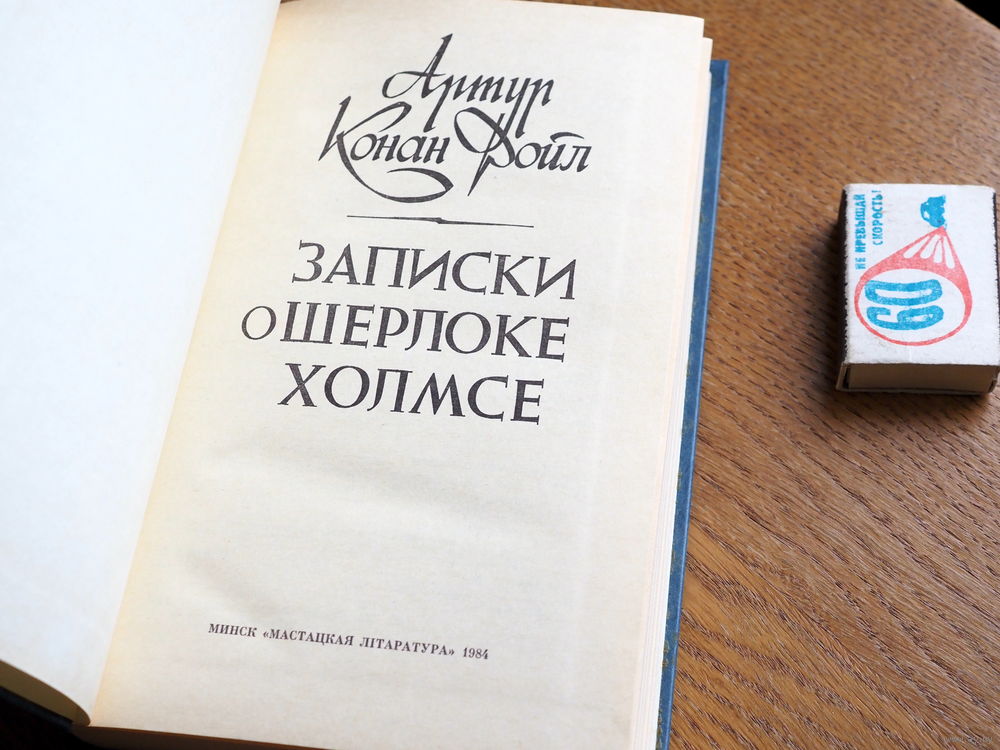 Артур
Конан Дойл
ЗАПИСКИ
О ШЕРЛОКЕ
ХОЛМСЕ
МИНСК «МАСТАЦКАЯ ЛІТАРАТУРА» 1984
НЕ ПРЕВЫШАЙ
СКОРОСТЬ!
60